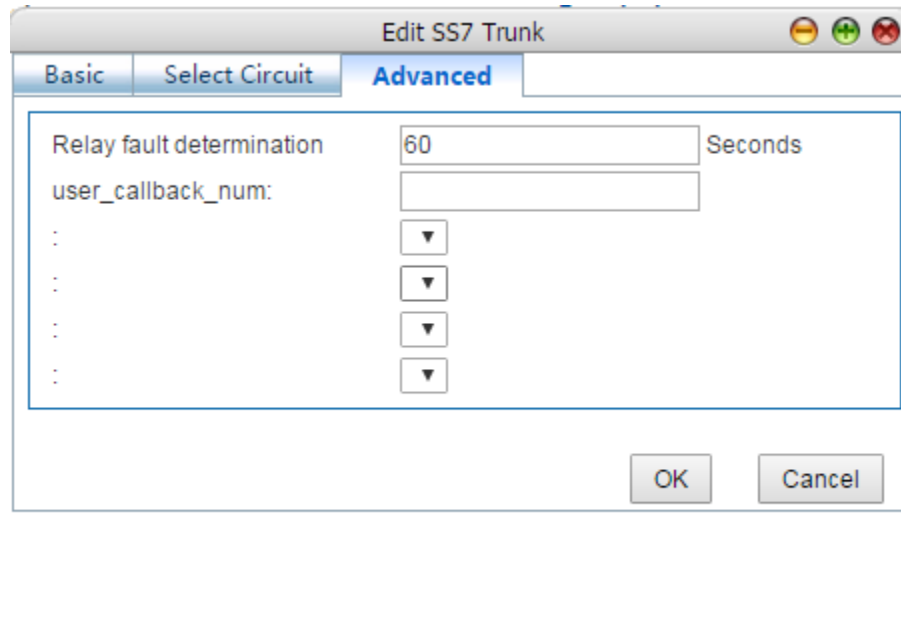 Edit SS7 Trunk
Basic Select Circuit Advanced
Relay fault determination 60 Seconds
user_callback_num:
: ▼
: ▼
: ▼
: ▼
OK Cancel